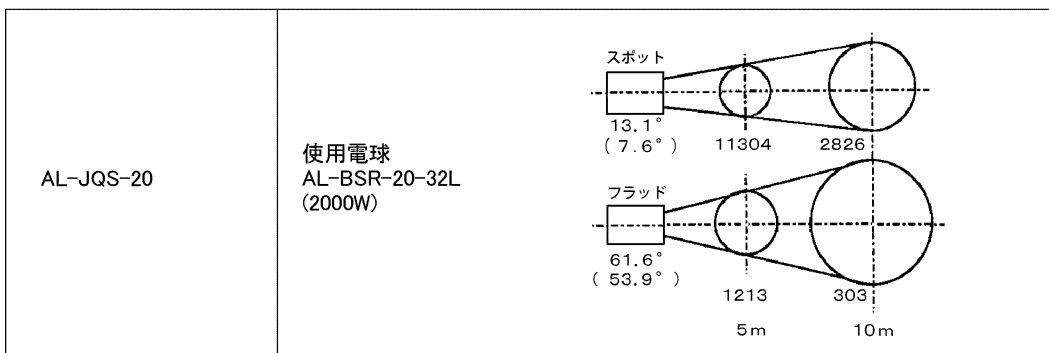 AL-JQS-20
使用電球
AL-BSR-20-32L
(2000W)
スポット
13.1°
( 7.6° )
11304
2826
フラッド
61.6°
( 53.9° )
1213
303
5m
10m